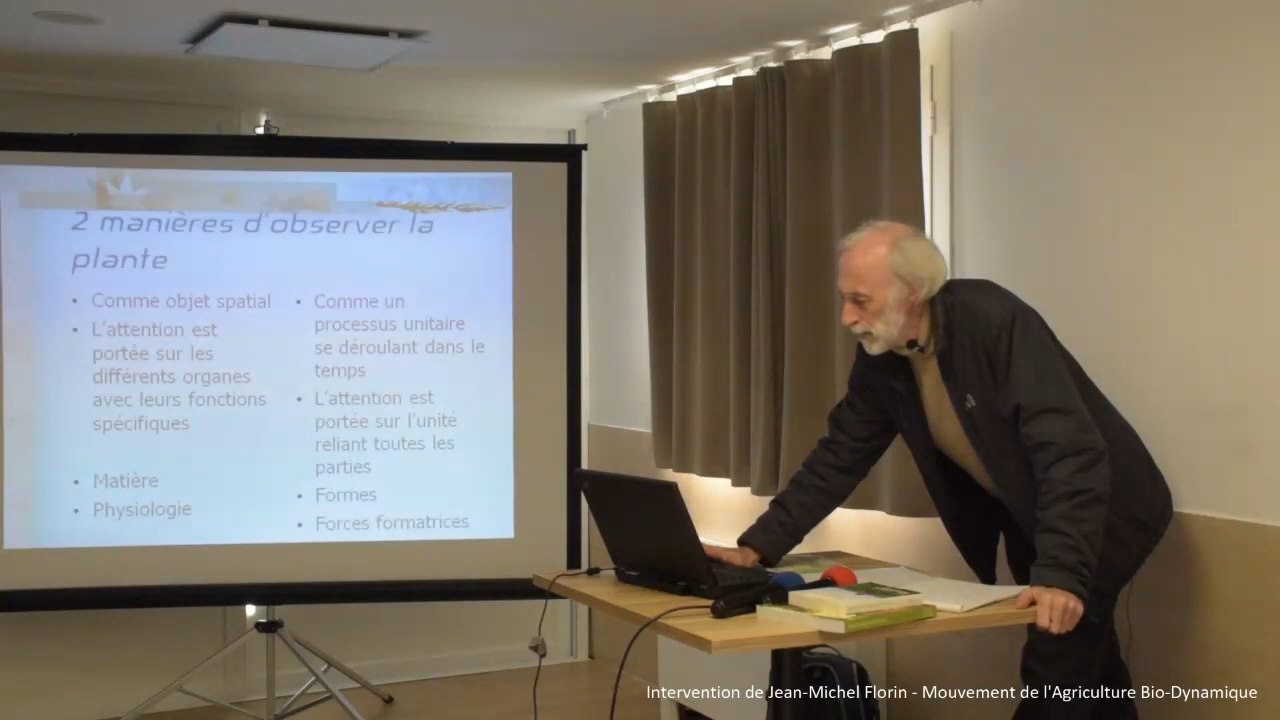 2 manières d'observer la
plante
• Comme objet spatial
• L'attention est
portée sur les
différents organes
avec leurs fonctions
spécifiques
• Matière
• Physiologie
• Comme un
processus unitaire
se déroulant dans le
temps
• L'attention est
portée sur l'unité
reliant toutes les
parties
• Formes
• Forces formatrices
Intervention de Jean-Michel Florin - Mouvement de l'Agriculture Bio-Dynamique